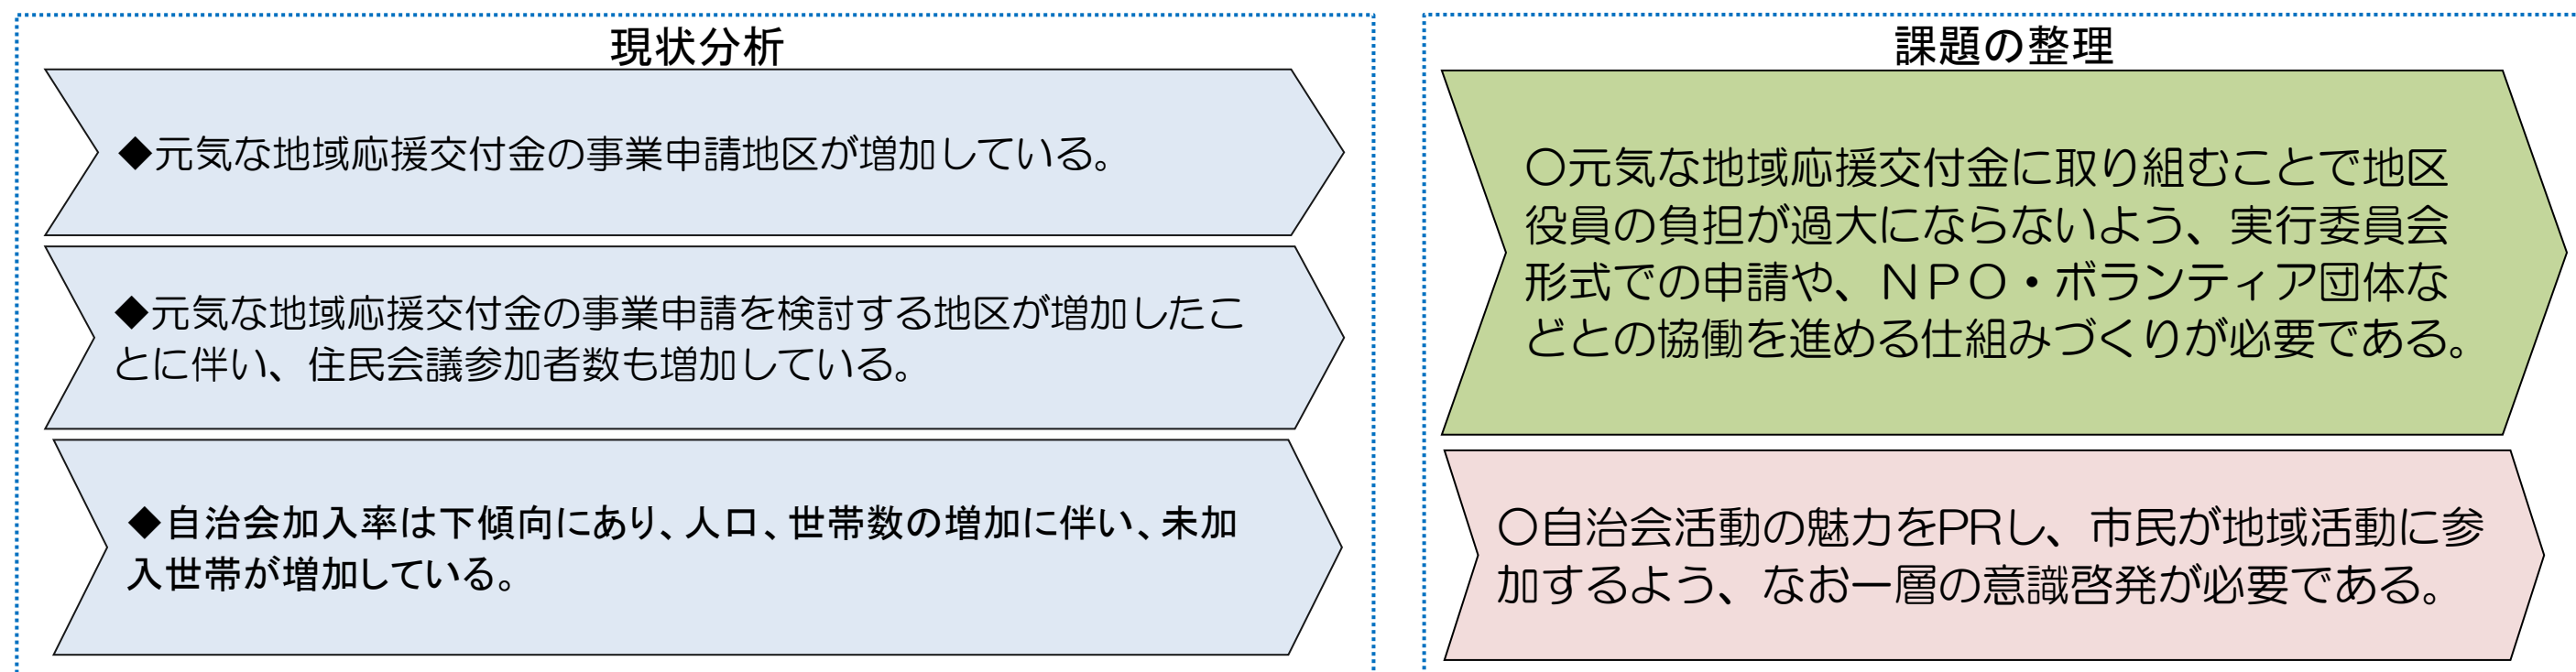 現状分析
◆元気な地域応援交付金の事業申請地区が増加している。
◆元気な地域応援交付金の事業申請を検討する地区が増加したこ
とに伴い、住民会議参加者数も増加している。
◆自治会加入率は下傾向にあり、人口、世帯数の増加に伴い、未加
入世帯が増加している。
課題の整理
〇元気な地域応援交付金に取り組むことで地区
役員の負担が過大にならないよう、実行委員会
形式での申請や、ＮＰＯ・ボランティア団体な
どとの協働を進める仕組みづくりが必要である。
〇自治会活動の魅力をPRし、市民が地域活動に参
加するよう、なお一層の意識啓発が必要である。